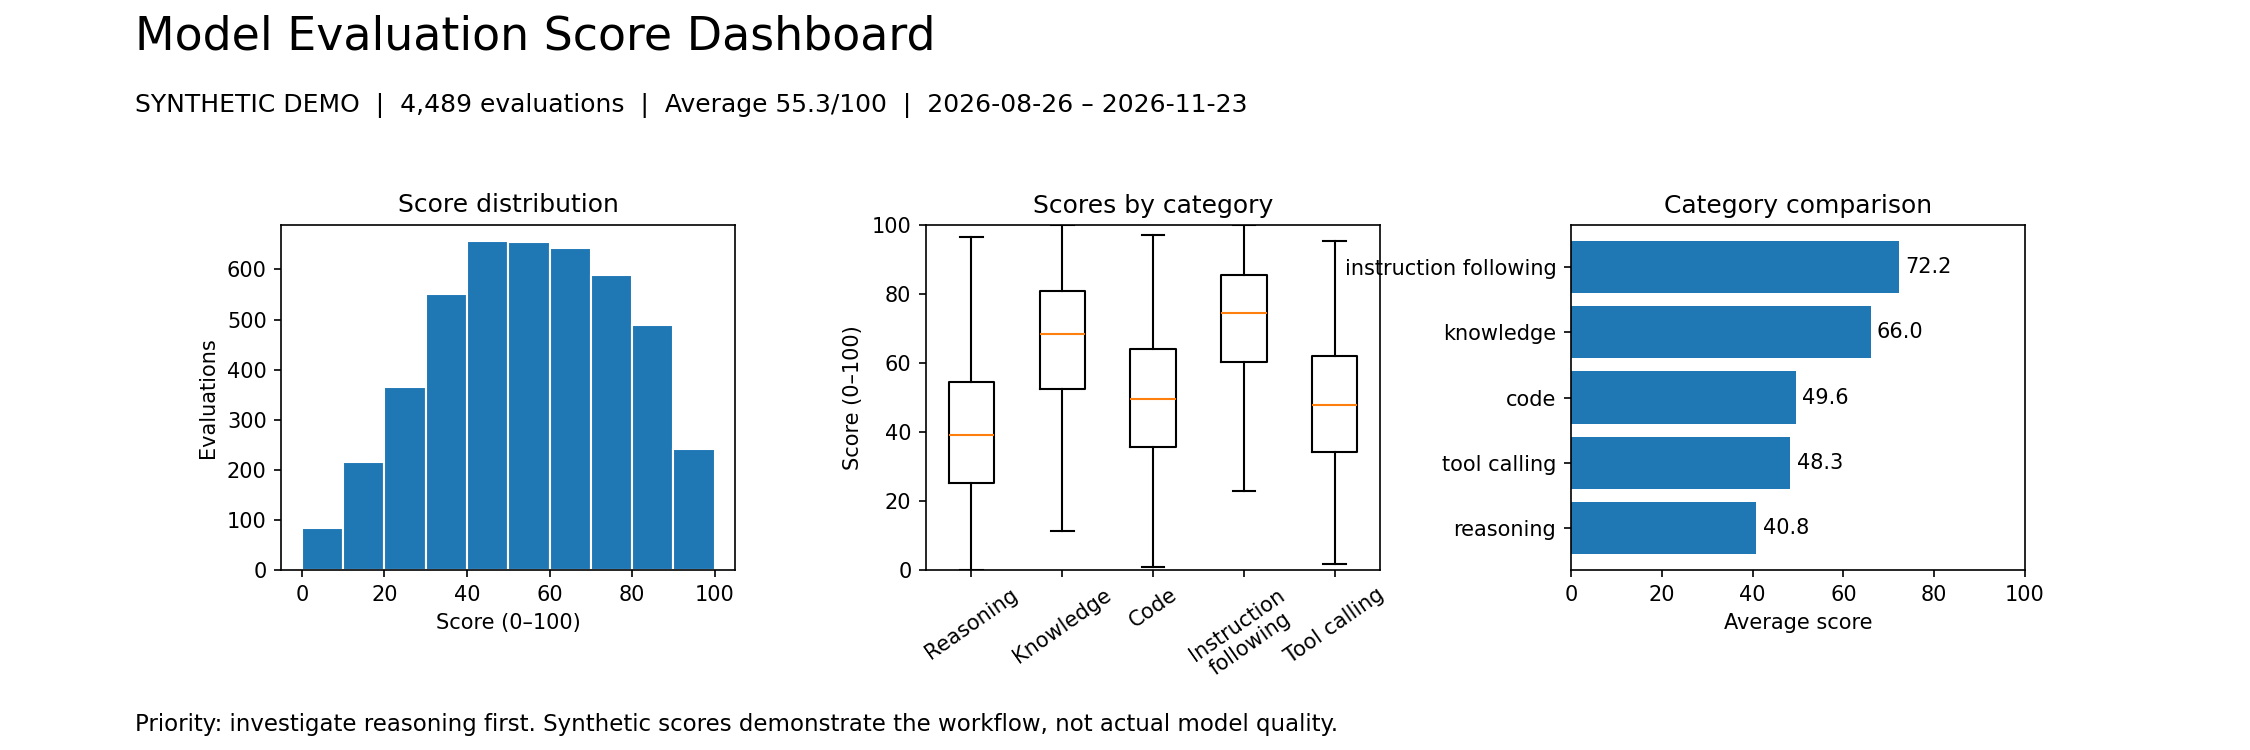 Model Evaluation Score Dashboard
SYNTHETIC DEMO | 4,489 evaluations | Average 55.3/100 | 2026-08-26 – 2026-11-23
Score distribution
Evaluations
600
500
400
300
200
100
0
0 20 40 60 80 100
Score (0–100)
Scores by category
Score (0–100)
100
80
60
40
20
0
Reasoning
Knowledge
Code
Instruction
following
Tool calling
Category comparison
instruction following 72.2
knowledge 66.0
code 49.6
tool calling 48.3
reasoning 40.8
0 20 40 60 80 100
Average score
Priority: investigate reasoning first. Synthetic scores demonstrate the workflow, not actual model quality.